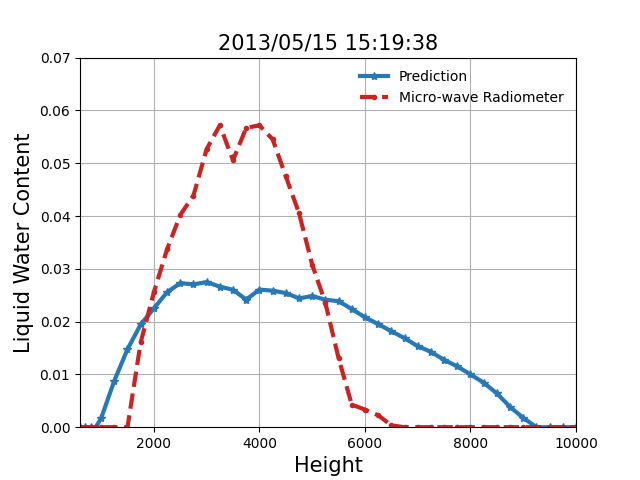 2013/05/15 15:19:38
Prediction
Micro-wave Radiometer
Liquid Water Content
0.07
0.06
0.05
0.04
0.03
0.02
0.01
0.00
2000 4000 6000 8000 10000
Height